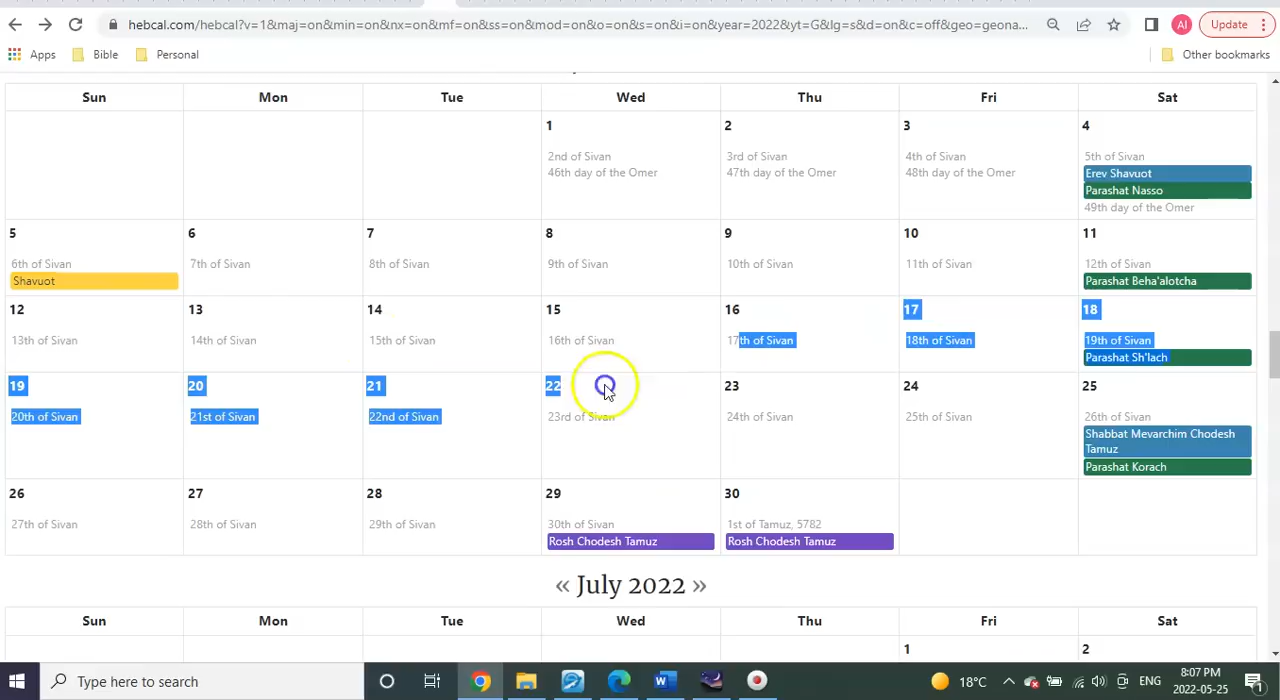 hebcal.com/hebcal?v=1&maj=on&min=on&nx=on&mf=on&ss=on&mod=on&o=on&s=on&i=on&year=2022&yt=G&lg=s&d=on&c=off&geo=geona...
AI
Update
Apps
Bible
Personal
Other bookmarks
Sun Mon Tue Wed Thu Fri Sat
1 2 3 4
2nd of Sivan 3rd of Sivan 4th of Sivan 5th of Sivan
46th day of the Omer 47th day of the Omer 48th day of the Omer Erev Shavuot
Parashat Nasso
49th day of the Omer
5 6 7 8 9 10 11
6th of Sivan 7th of Sivan 8th of Sivan 9th of Sivan 10th of Sivan 11th of Sivan 12th of Sivan
Shavuot Parashat Beha'alotcha
12 13 14 15 16 17 18
13th of Sivan 14th of Sivan 15th of Sivan 16th of Sivan 17th of Sivan 18th of Sivan 19th of Sivan
Parashat Sh'lach
19 20 21 22 23 24 25
20th of Sivan 21st of Sivan 22nd of Sivan 23rd of Sivan 24th of Sivan 25th of Sivan 26th of Sivan
Shabbat Mevarchim Chodesh
Tamuz
Parashat Korach
26 27 28 29 30
27th of Sivan 28th of Sivan 29th of Sivan 30th of Sivan 1st of Tamuz, 5782
Rosh Chodesh Tamuz Rosh Chodesh Tamuz
« July 2022 »
Sun Mon Tue Wed Thu Fri Sat
1 2
Type here to search
18°C
ENG
8:07 PM
2022-05-25
1